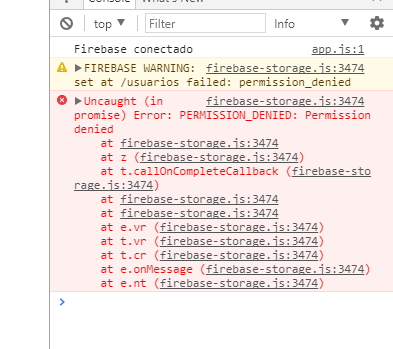 Console What's New
top Filter Info
Firebase conectado app.js:1
▶FIREBASE WARNING: firebase-storage.js:3474
set at /usuarios failed: permission_denied
▶Uncaught (in firebase-storage.js:3474
promise) Error: PERMISSION_DENIED: Permission
denied
at firebase-storage.js:3474
at z (firebase-storage.js:3474)
at t.callOnCompleteCallback (firebase-sto
rage.js:3474)
at firebase-storage.js:3474
at firebase-storage.js:3474
at e.vr (firebase-storage.js:3474)
at t.vr (firebase-storage.js:3474)
at t.cr (firebase-storage.js:3474)
at e.onMessage (firebase-storage.js:3474)
at e.nt (firebase-storage.js:3474)